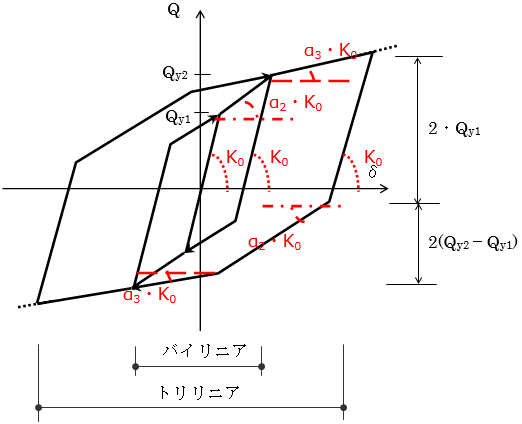 Q
α₃・K₀
Qy2
α₂・K₀
Qy1
2・Qy1
K₀
K₀
K₀
δ
α₂・K₀
2(Qy2－Qy1)
α₃・K₀
バイリニア
トリリニア